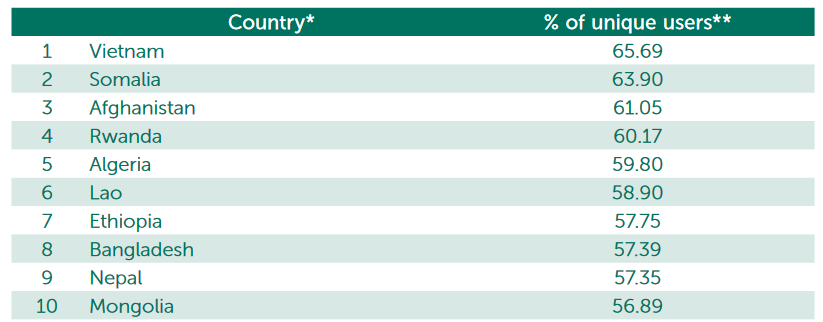 Country* % of unique users**
1 Vietnam 65.69
2 Somalia 63.90
3 Afghanistan 61.05
4 Rwanda 60.17
5 Algeria 59.80
6 Lao 58.90
7 Ethiopia 57.75
8 Bangladesh 57.39
9 Nepal 57.35
10 Mongolia 56.89